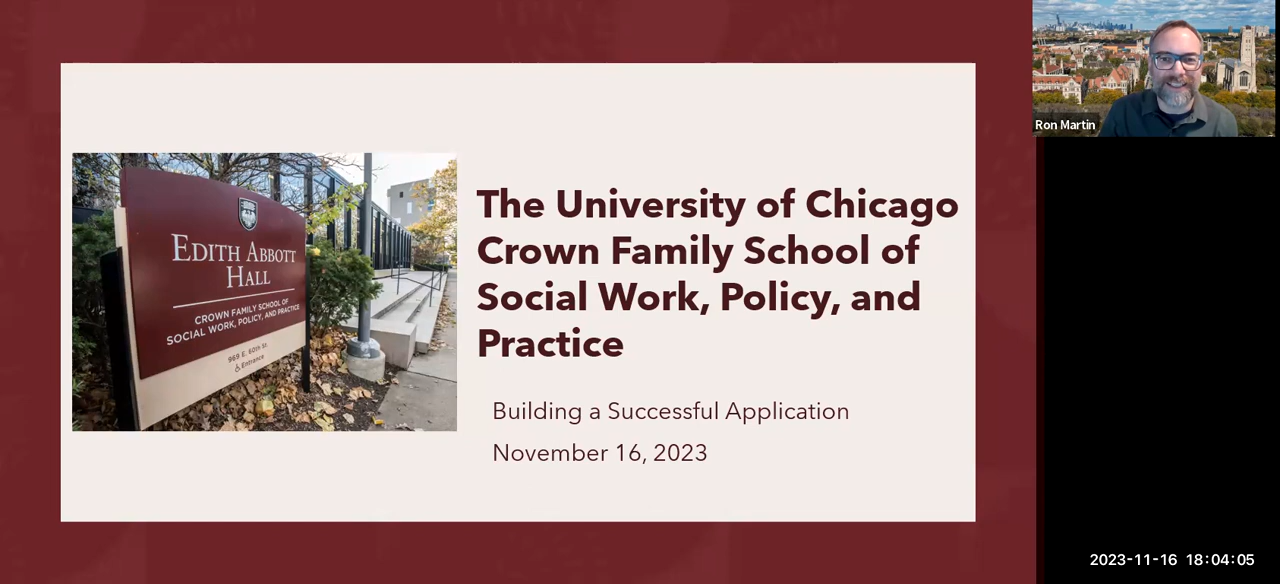 EDITH ABBOTT
HALL
CROWN FAMILY SCHOOL OF
SOCIAL WORK, POLICY, AND PRACTICE
969 E. 60th St.
Entrance
The University of Chicago
Crown Family School of
Social Work, Policy, and
Practice
Building a Successful Application
November 16, 2023
Ron Martin
2023-11-16 18:04:05